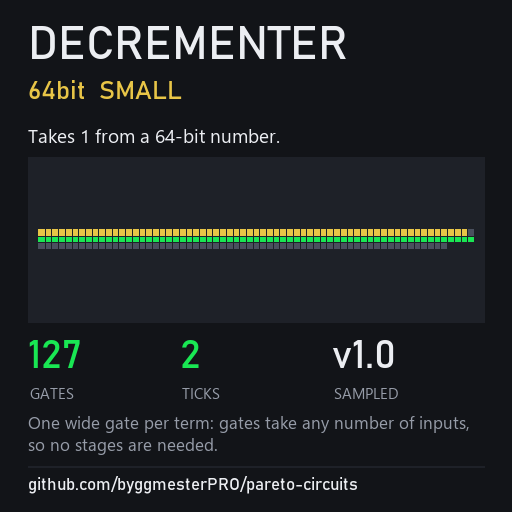 DECREMENTER
64bit SMALL
Takes 1 from a 64-bit number.
127 2 v1.0
GATES TICKS SAMPLED
One wide gate per term: gates take any number of inputs,
so no stages are needed.
github.com/byggmesterPRO/pareto-circuits